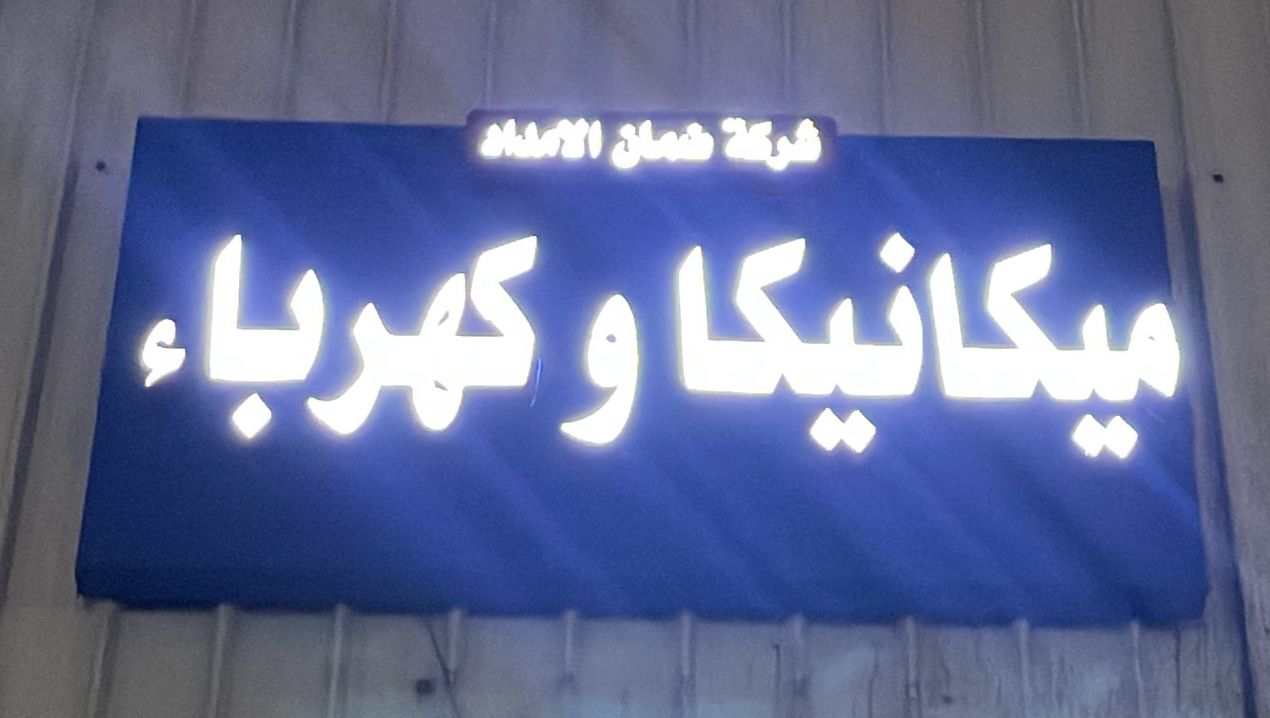 شركة ضمان الامداد
ميكانيكا و كهرباء